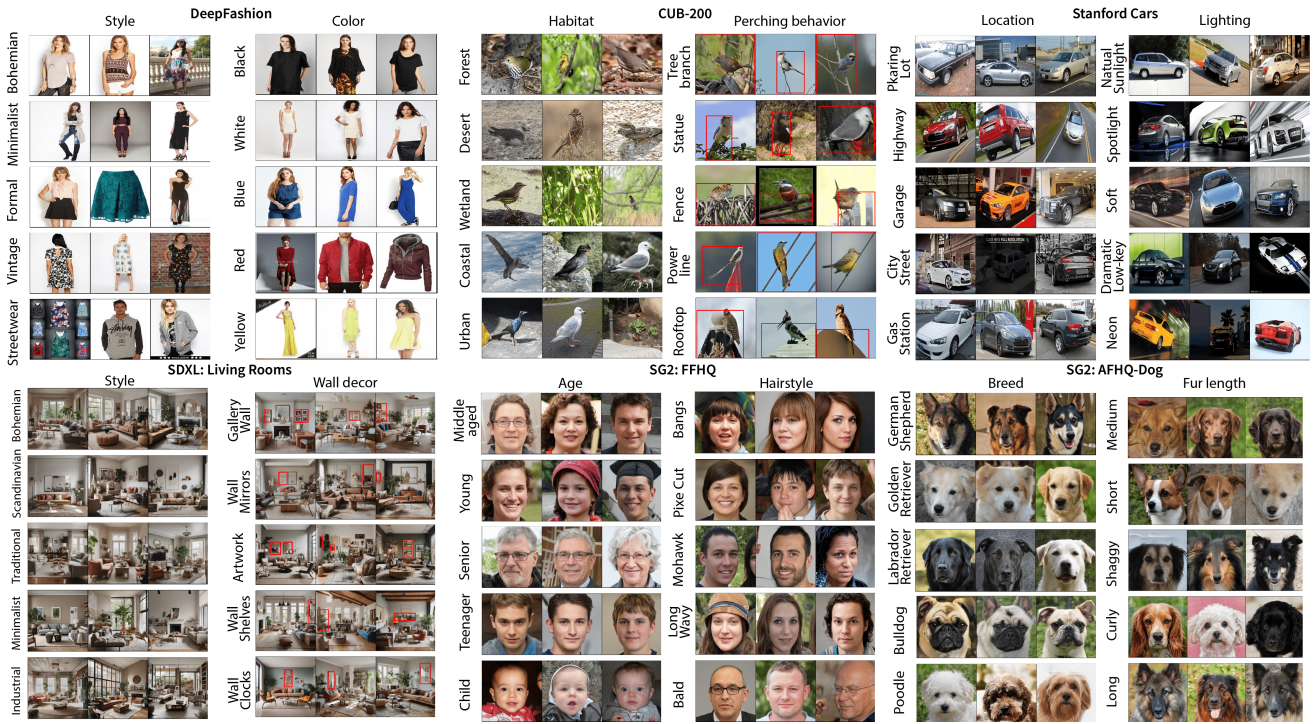 DeepFashion
Style
Color
Bohemian
Minimalist
Formal
Vintage
Streetwear
Black
White
Blue
Red
Yellow
CUB-200
Habitat
Perching behavior
Forest
Desert
Wetland
Coastal
Urban
Tree
branch
Statue
Fence
Power
line
Rooftop
Stanford Cars
Location
Lighting
Pkaring
Lot
Highway
Garage
City
Street
Gas
Station
Natural
Sunlight
Spotlight
Soft
Dramatic
Low-key
Neon
SDXL: Living Rooms
Style
Wall decor
Bohemian
Scandinavian
Traditional
Minimalist
Industrial
Gallery
Wall
Wall
Mirrors
Artwork
Wall
Shelves
Wall
Clocks
SG2: FFHQ
Age
Hairstyle
Middle
aged
Young
Senior
Teenager
Child
Bangs
Pixe Cut
Mohawk
Long
Wavy
Bald
SG2: AFHQ-Dog
Breed
Fur length
German
Shepherd
Golden
Retriever
Labrador
Retriever
Bulldog
Poodle
Medium
Short
Shaggy
Curly
Long